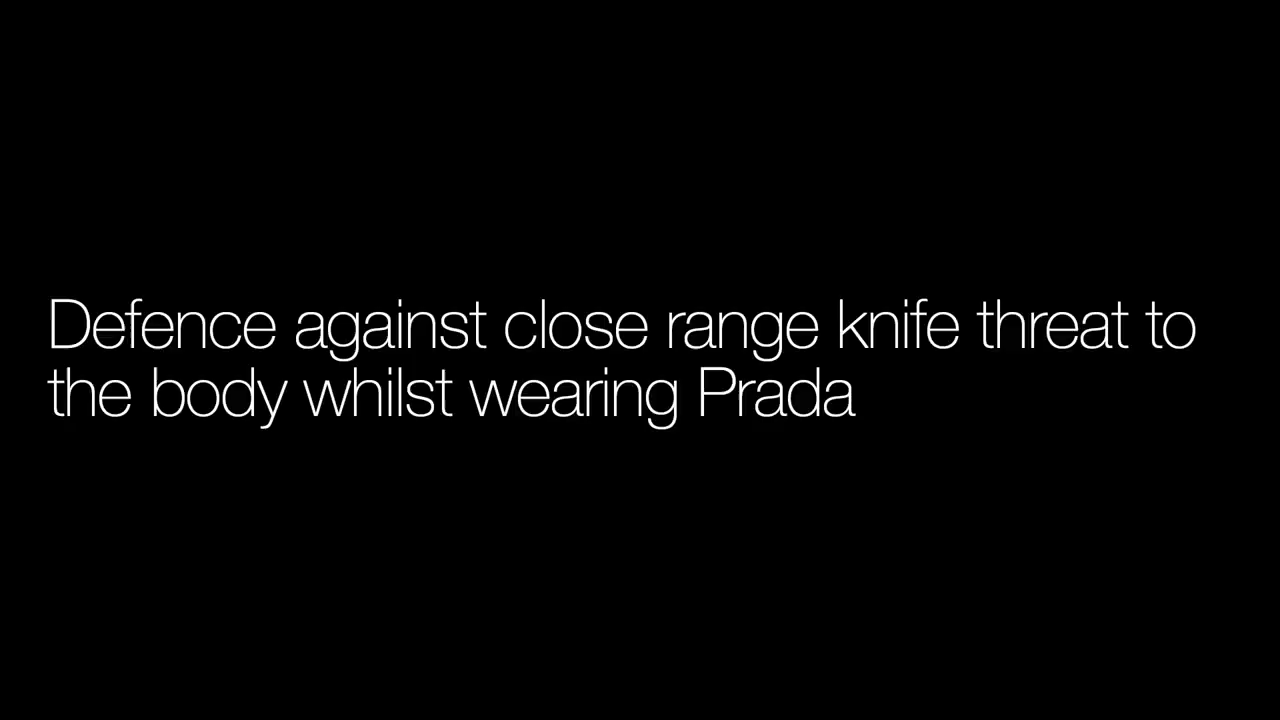 Defence against close range knife threat to
the body whilst wearing Prada